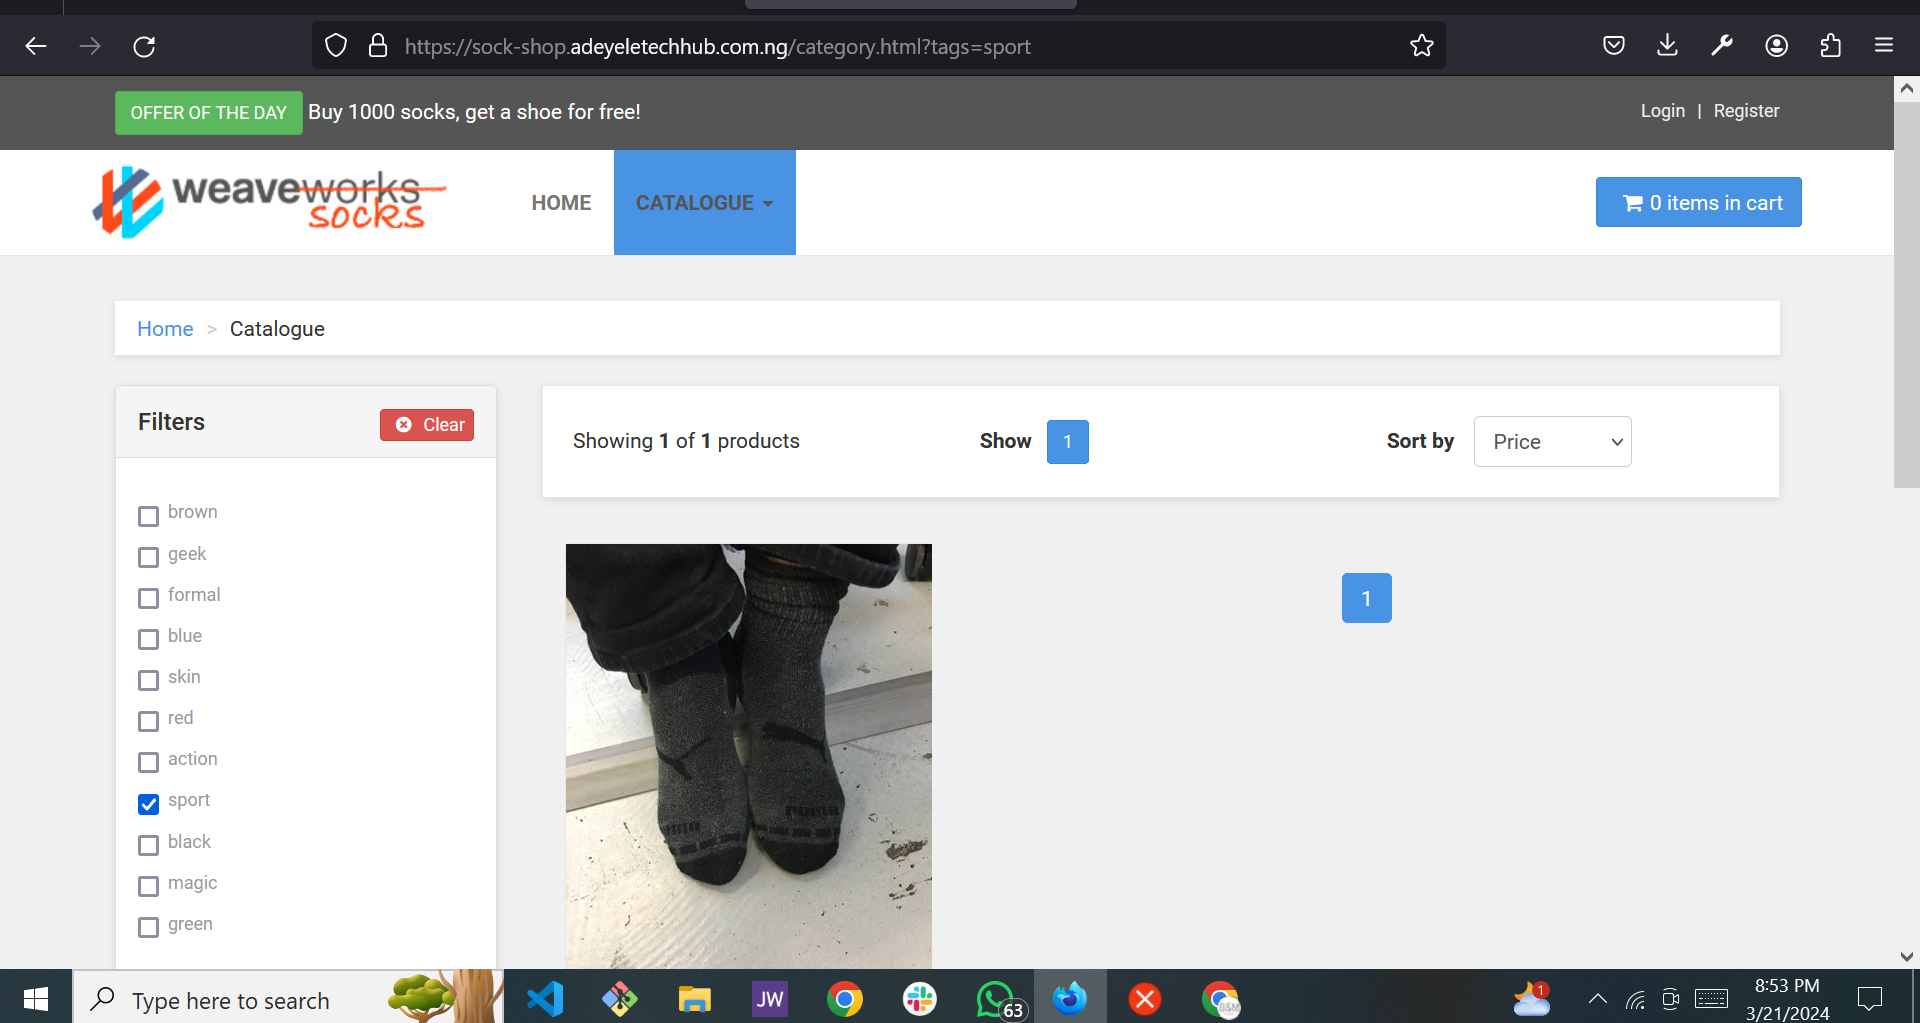 https://sock-shop.adeyeletechhub.com.ng/category.html?tags=sport
OFFER OF THE DAY Buy 1000 socks, get a shoe for free!
Login | Register
weaveworks
socks
HOME
CATALOGUE
0 items in cart
Home > Catalogue
Filters
Clear
Showing 1 of 1 products
Show 1
Sort by Price
brown
geek
formal
blue
skin
red
action
sport
black
magic
green
1
Type here to search
JW
63
1
8:53 PM
3/21/2024